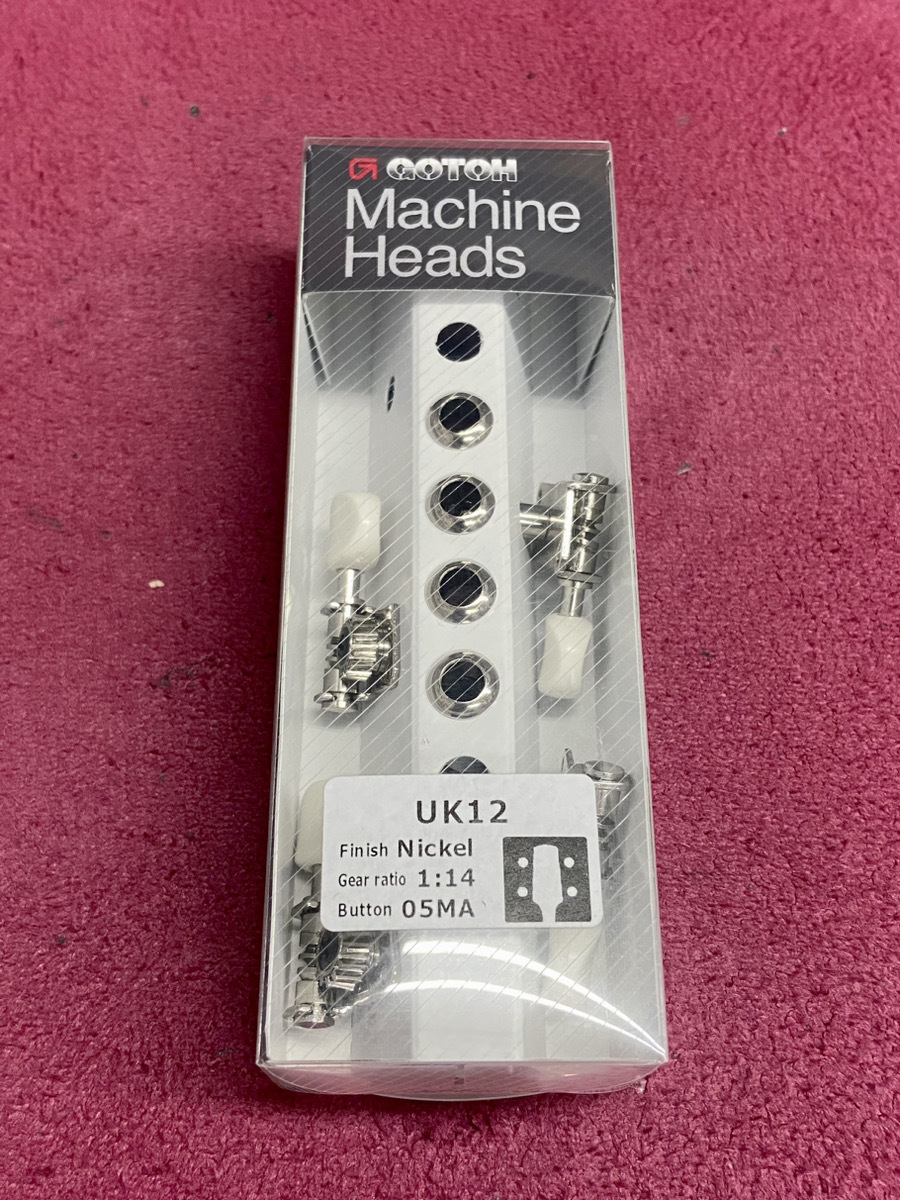 GOTOH
Machine
Heads
UK12
Finish Nickel
Gear ratio 1:14
Button 05MA